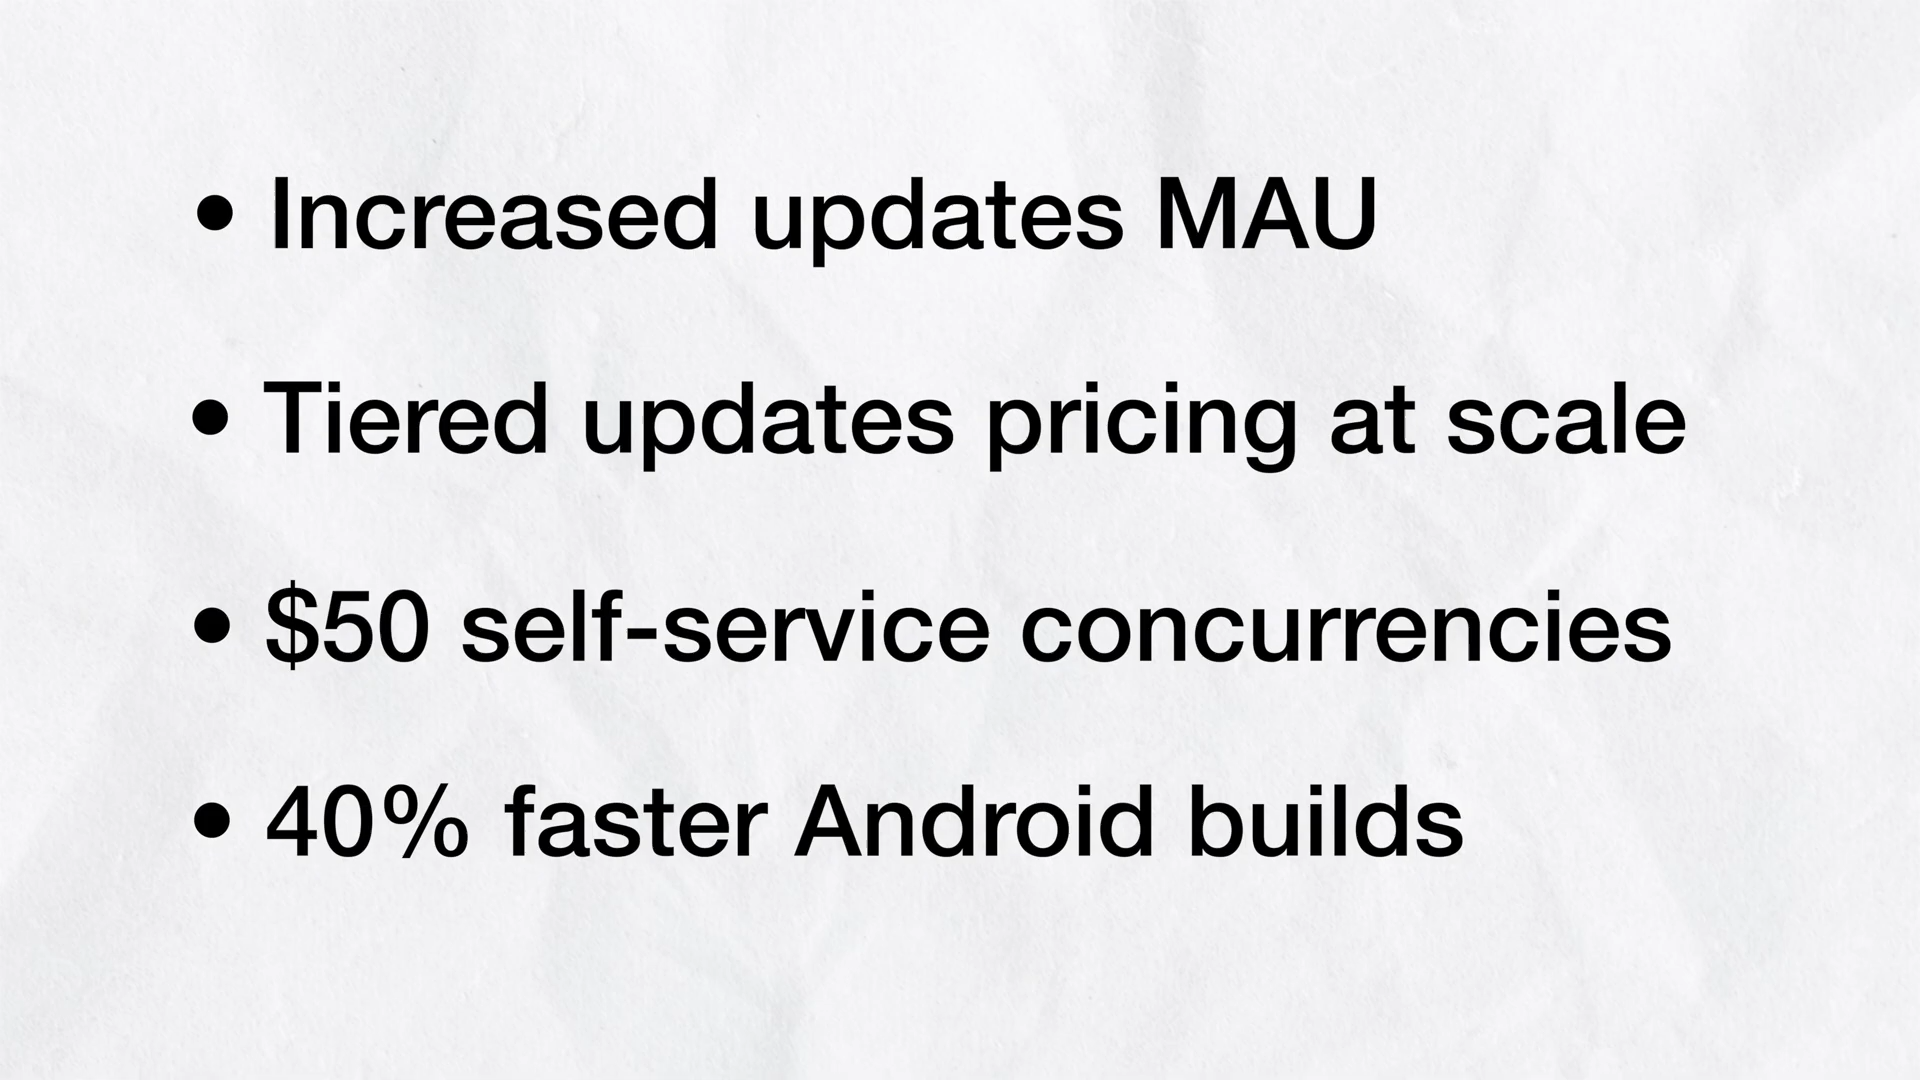 • Increased updates MAU
• Tiered updates pricing at scale
• $50 self-service concurrencies
• 40% faster Android builds